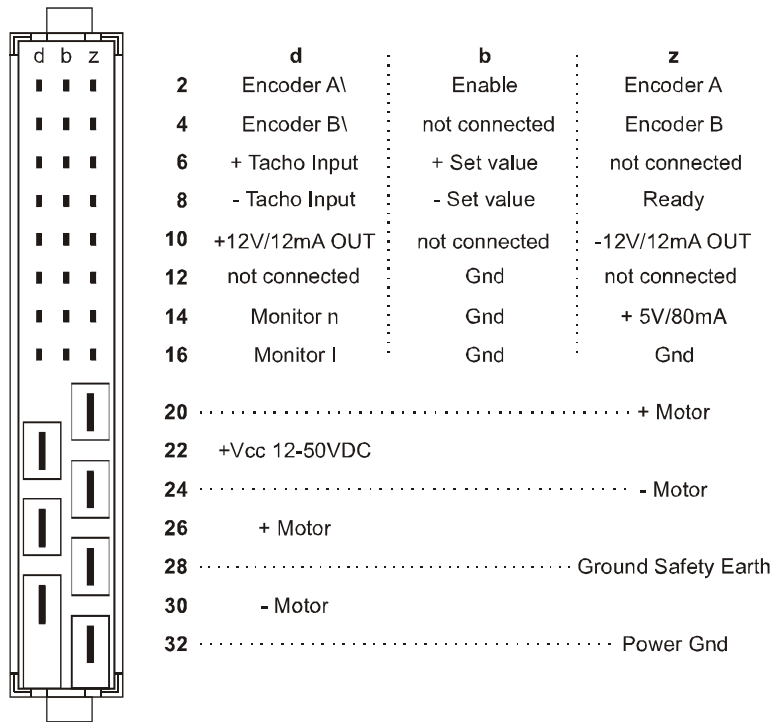 d b z
d b z
2 Encoder A\ Enable Encoder A
4 Encoder B\ not connected Encoder B
6 + Tacho Input + Set value not connected
8 - Tacho Input - Set value Ready
10 +12V/12mA OUT not connected -12V/12mA OUT
12 not connected Gnd not connected
14 Monitor n Gnd + 5V/80mA
16 Monitor I Gnd Gnd
20 + Motor
22 +Vcc 12-50VDC
24 - Motor
26 + Motor
28 Ground Safety Earth
30 - Motor
32 Power Gnd